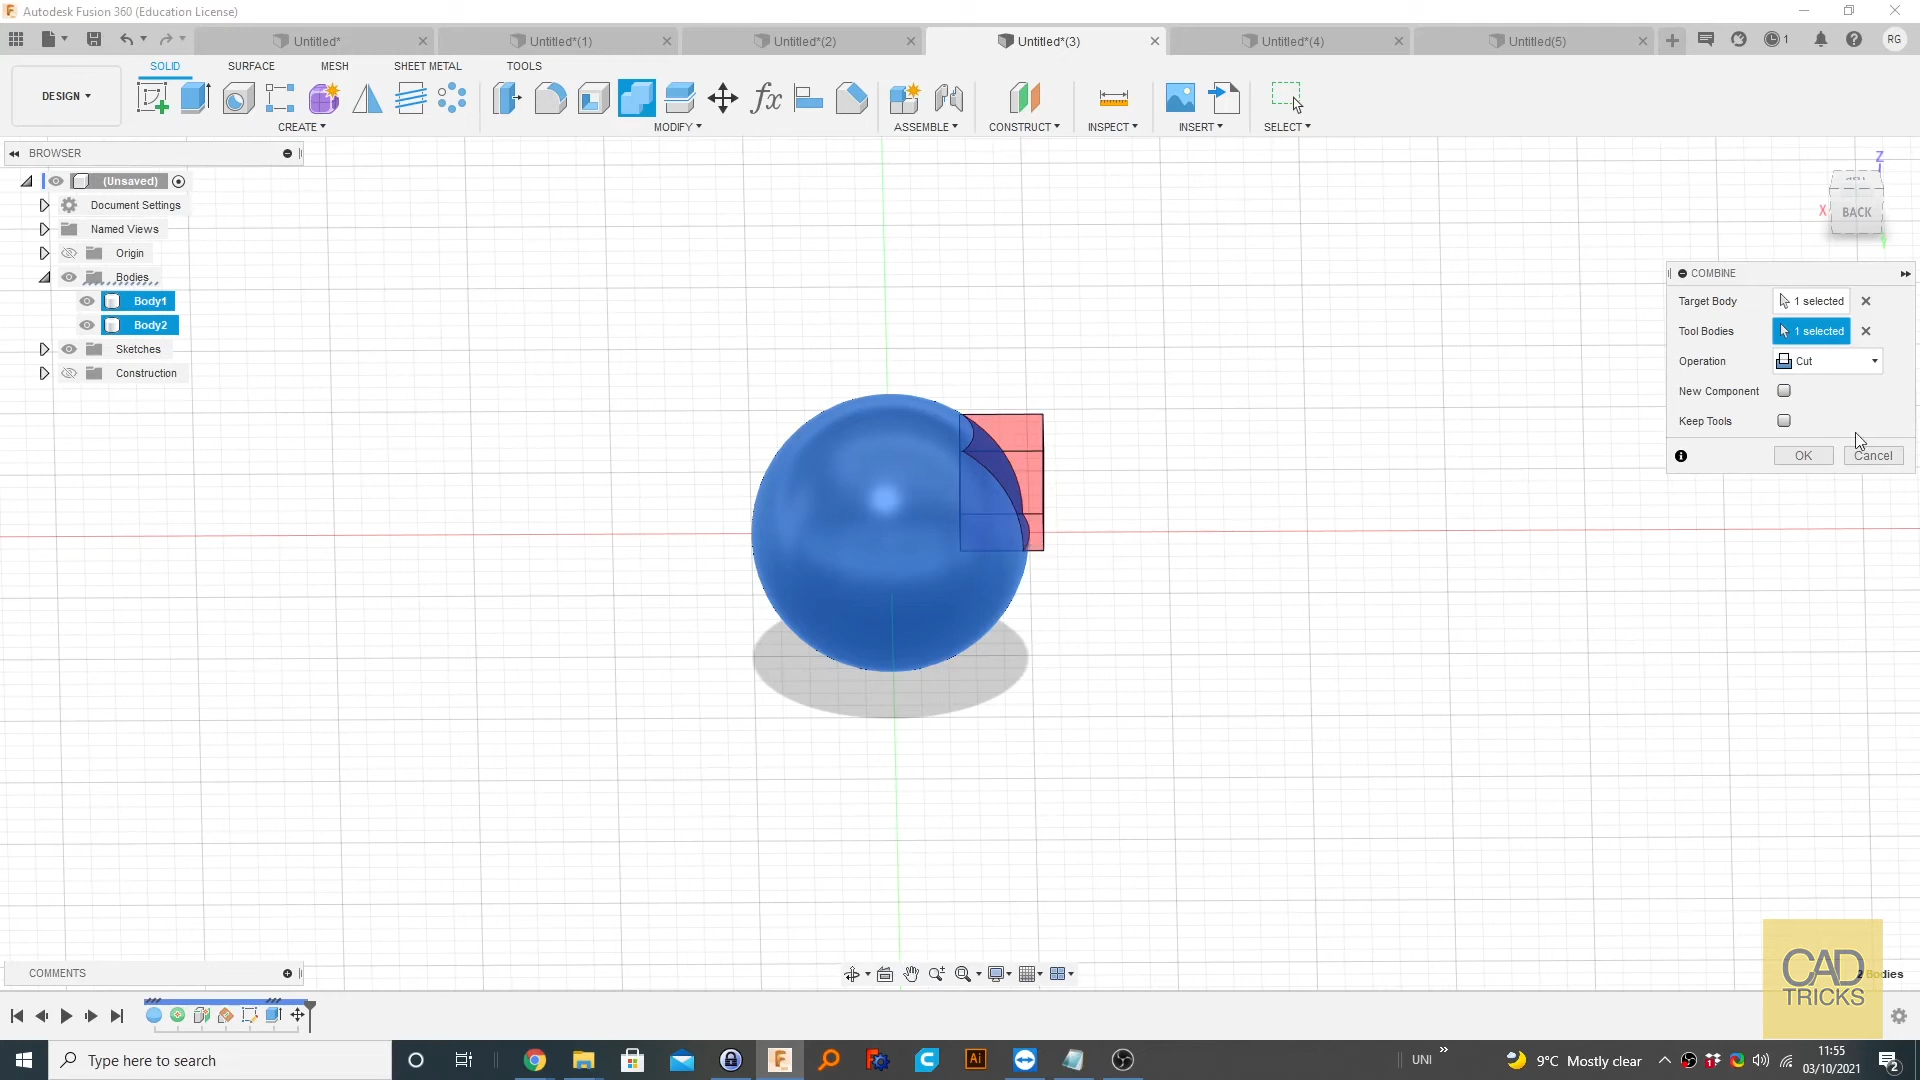 Autodesk Fusion 360 (Education License)
Untitled*
Untitled*(1)
Untitled*(2)
Untitled*(3)
Untitled*(4)
Untitled(5)
1
RG
SOLID
SURFACE
MESH
SHEET METAL
TOOLS
DESIGN
CREATE
MODIFY
ASSEMBLE
CONSTRUCT
INSPECT
INSERT
SELECT
BROWSER
(Unsaved)
Document Settings
Named Views
Origin
Bodies
Body1
Body2
Sketches
Construction
Z
X
BACK
COMBINE
Target Body
1 selected
Tool Bodies
1 selected
Operation
Cut
New Component
Keep Tools
OK
Cancel
COMMENTS
CAD
TRICKS
Bodies
Type here to search
Ai
UNI
9°C Mostly clear
11:55
03/10/2021
2